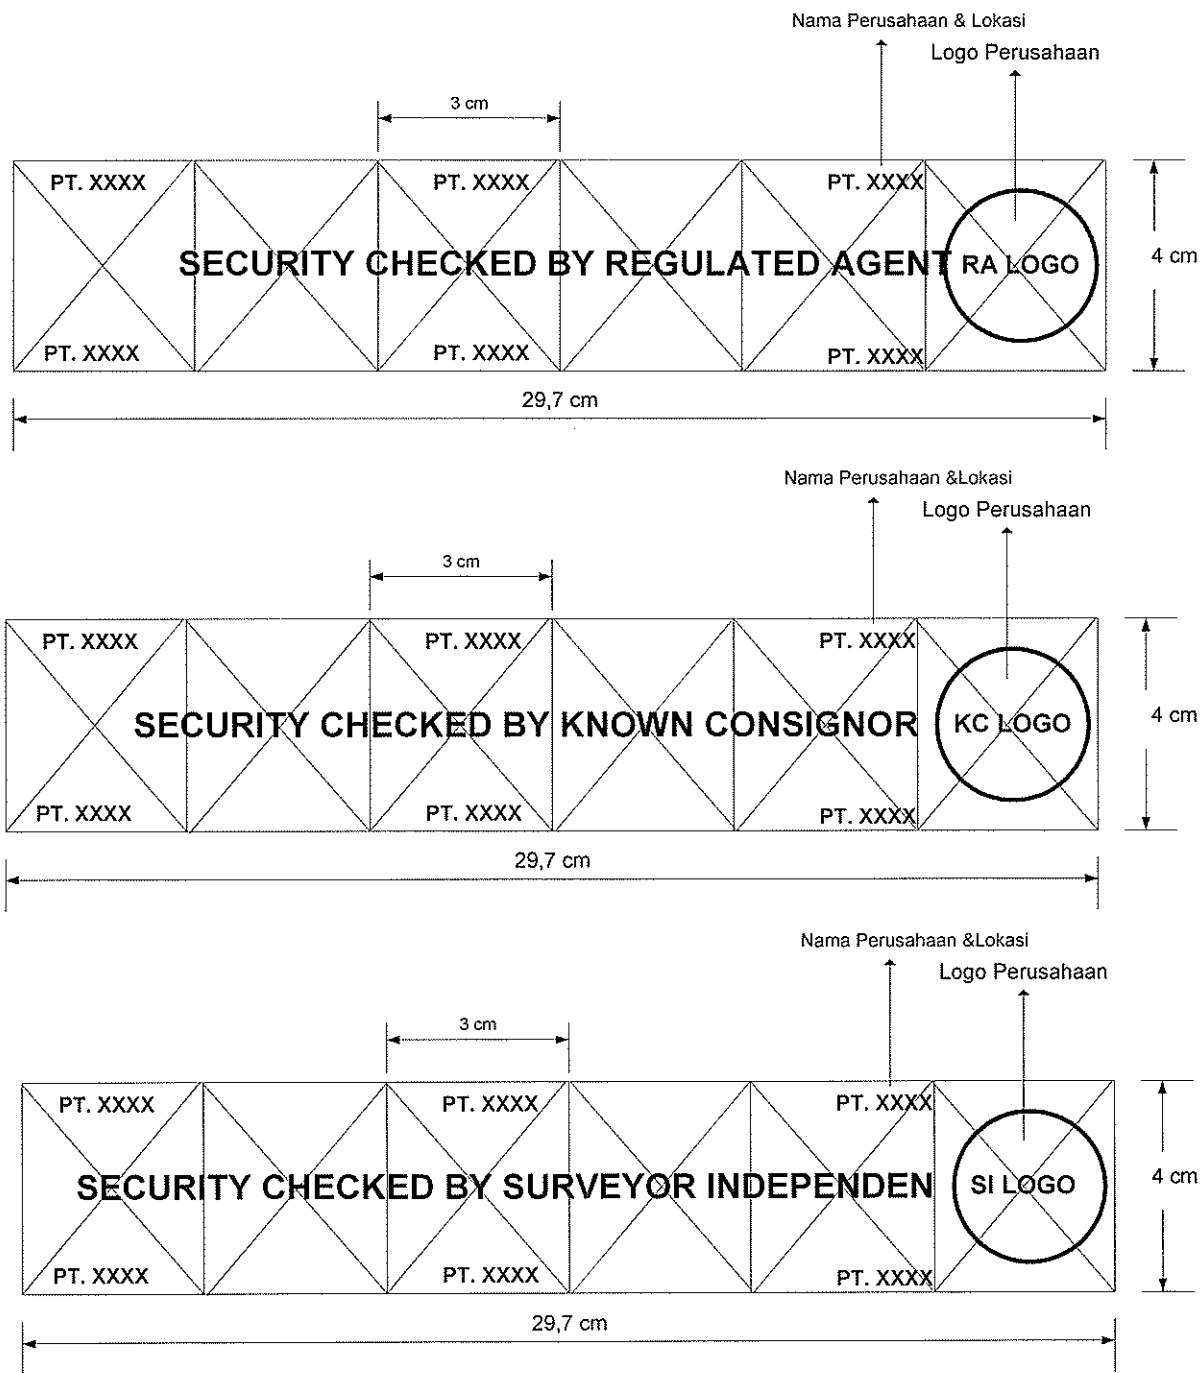 Nama Perusahaan & Lokasi
Logo Perusahaan
3 cm
PT. XXXX PT. XXXX PT. XXXX
SECURITY CHECKED BY REGULATED AGENT RA LOGO
4 cm
PT. XXXX PT. XXXX PT. XXXX
29,7 cm
Nama Perusahaan &Lokasi
Logo Perusahaan
3 cm
PT. XXXX PT. XXXX PT. XXXX
SECURITY CHECKED BY KNOWN CONSIGNOR KC LOGO
4 cm
PT. XXXX PT. XXXX PT. XXXX
29,7 cm
Nama Perusahaan &Lokasi
Logo Perusahaan
3 cm
PT. XXXX PT. XXXX PT. XXXX
SECURITY CHECKED BY SURVEYOR INDEPENDEN SI LOGO
4 cm
PT. XXXX PT. XXXX PT. XXXX
29,7 cm